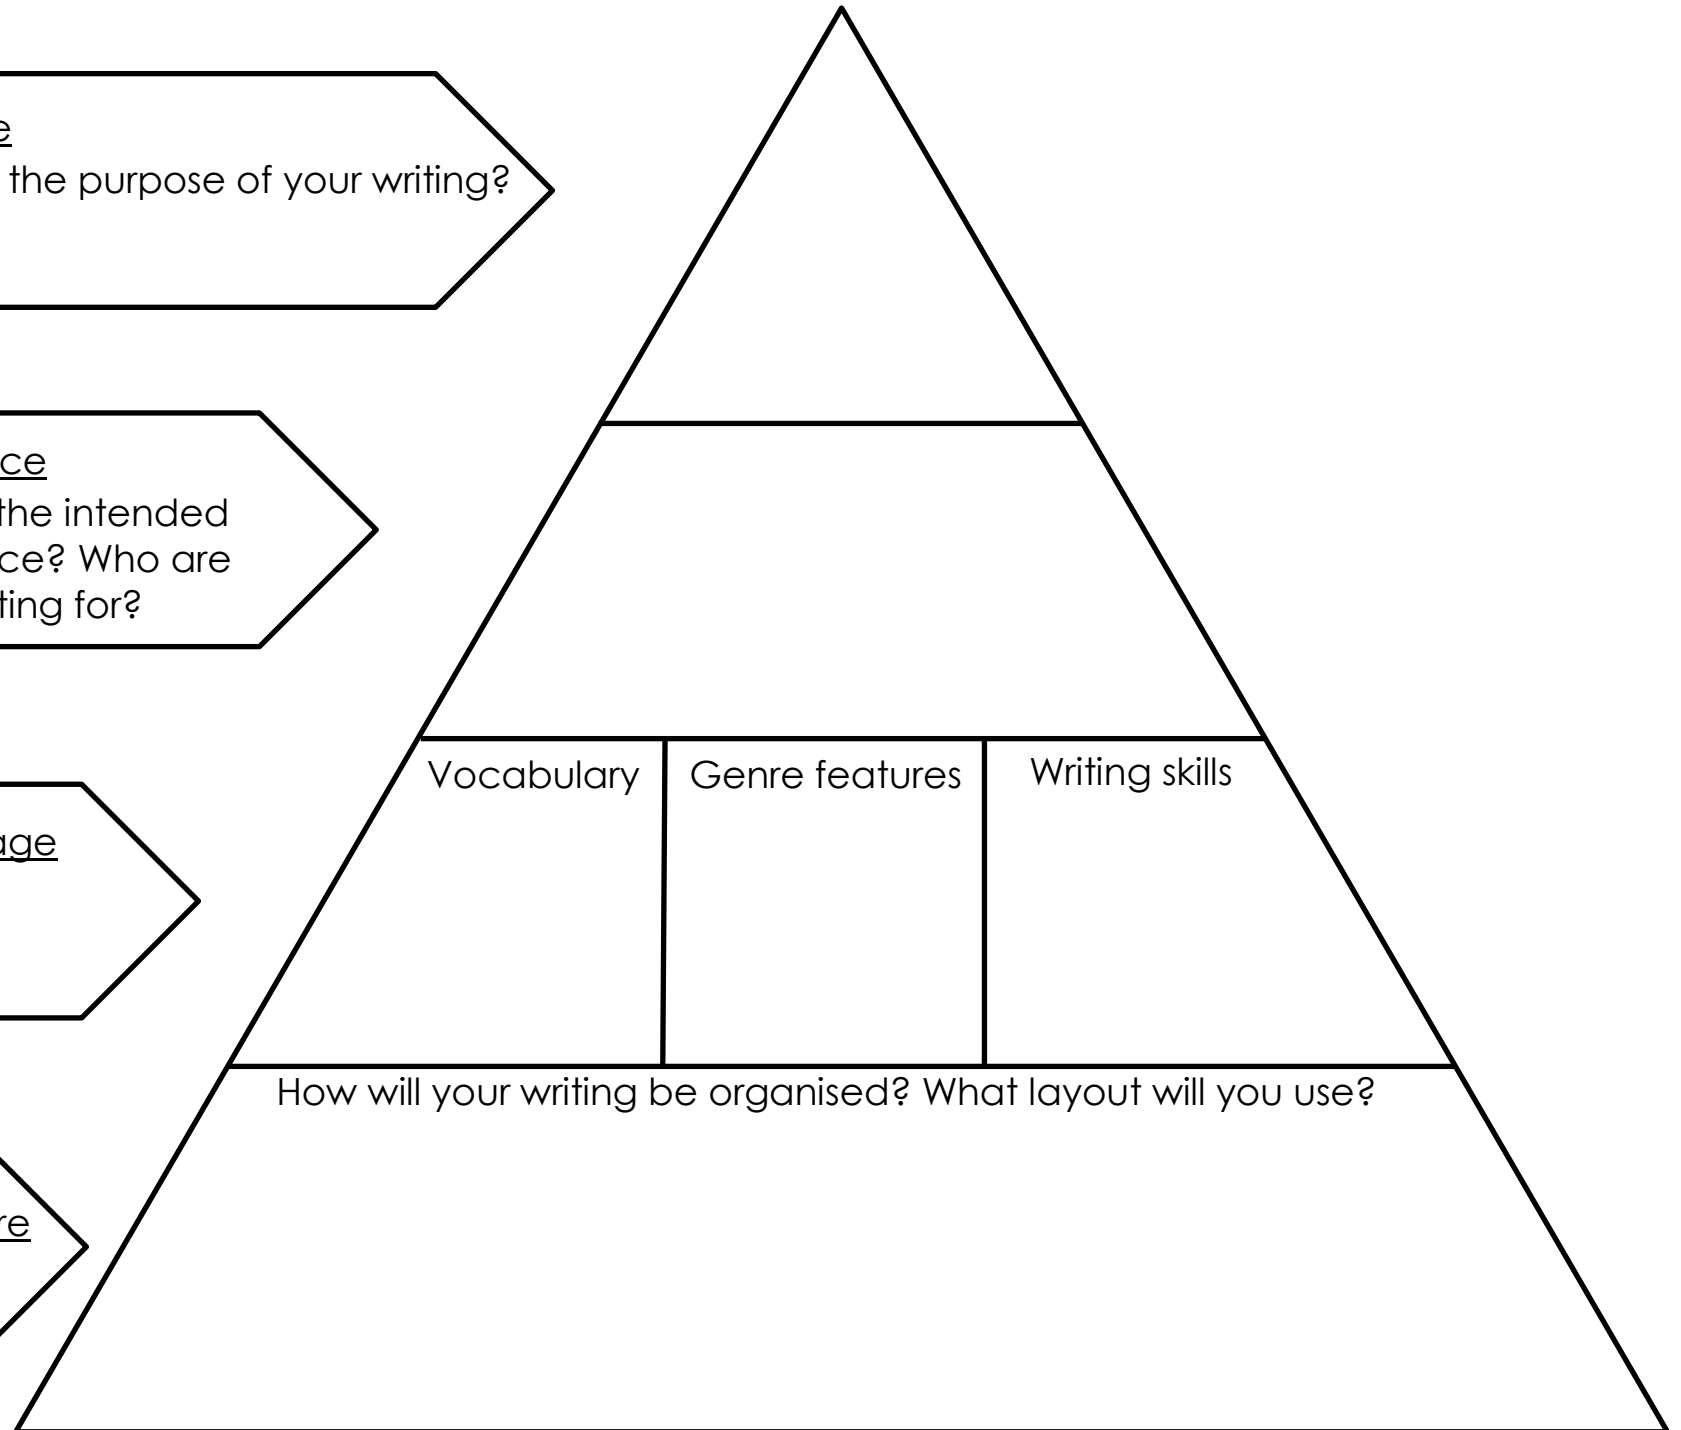 e
the purpose of your writing?
ce
the intended
ce? Who are
ting for?
Vocabulary
Genre features
Writing skills
age
How will your writing be organised? What layout will you use?
re